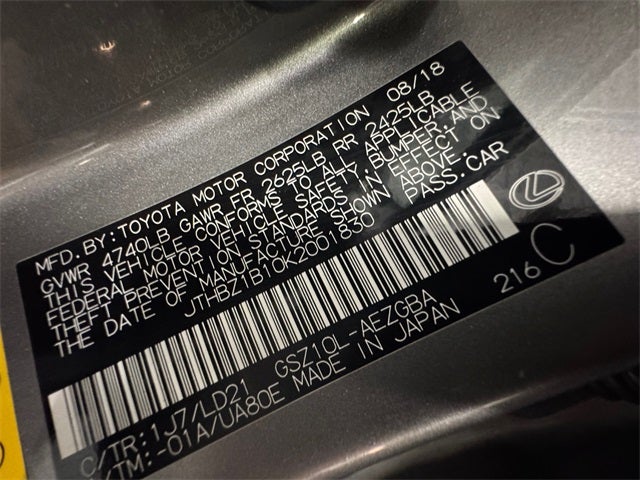 MFD.BY:TOYOTA MOTOR CORPORATION 08/18
GVWR 4740LB GAWR FR 2625LB RR 2425LB
THIS VEHICLE CONFORMS TO ALL APPLICABLE
FEDERAL MOTOR VEHICLE SAFETY, BUMPER, AND
THEFT PREVENTION STANDARDS IN EFFECT ON
THE DATE OF MANUFACTURE SHOWN ABOVE.
JTHBZ1B10K2001830 PASS.CAR
216 C
C/TR:1J7/LD21 GSZ10L-AEZGBA
/TM:-01A/UA80E MADE IN JAPAN